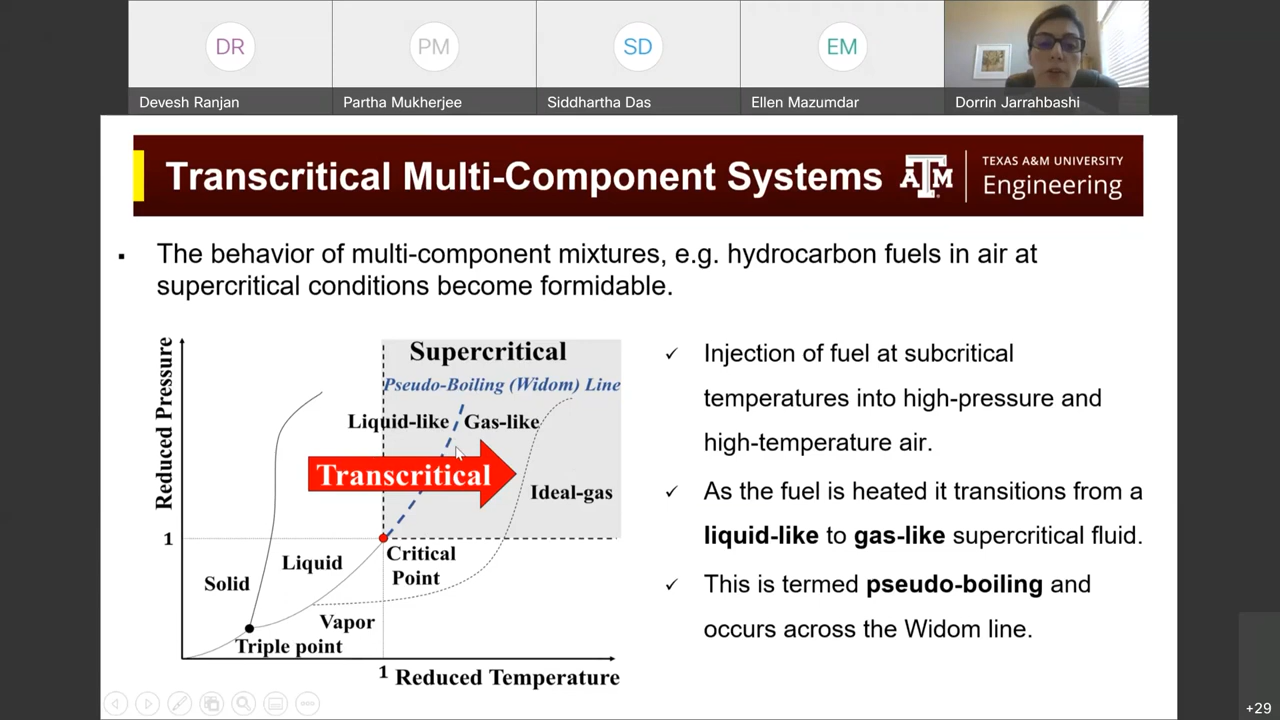 DR
PM
SD
EM
Devesh Ranjan
Partha Mukherjee
Siddhartha Das
Ellen Mazumdar
Dorrin Jarrahbashi
Transcritical Multi-Component Systems
ATM
TEXAS A&M UNIVERSITY
Engineering
▪ The behavior of multi-component mixtures, e.g. hydrocarbon fuels in air at
supercritical conditions become formidable.
Reduced Pressure
Supercritical
Pseudo-Boiling (Widom) Line
Liquid-like
Gas-like
Transcritical
Ideal-gas
1
Critical
Point
Liquid
Solid
Vapor
Triple point
1
Reduced Temperature
✓ Injection of fuel at subcritical
temperatures into high-pressure and
high-temperature air.
✓ As the fuel is heated it transitions from a
liquid-like to gas-like supercritical fluid.
✓ This is termed pseudo-boiling and
occurs across the Widom line.
+29